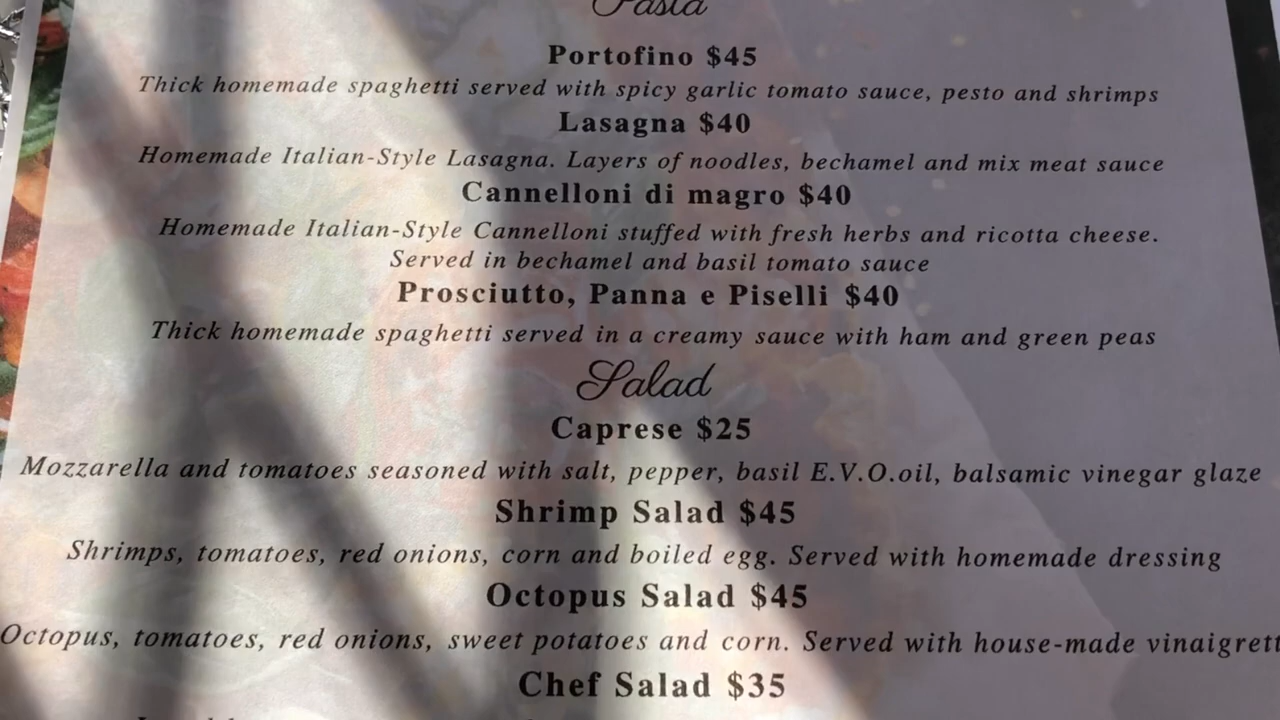 Pasta
Portofino $45
Thick homemade spaghetti served with spicy garlic tomato sauce, pesto and shrimps
Lasagna $40
Homemade Italian-Style Lasagna. Layers of noodles, bechamel and mix meat sauce
Cannelloni di magro $40
Homemade Italian-Style Cannelloni stuffed with fresh herbs and ricotta cheese.
Served in bechamel and basil tomato sauce
Prosciutto, Panna e Piselli $40
Thick homemade spaghetti served in a creamy sauce with ham and green peas
Salad
Caprese $25
Mozzarella and tomatoes seasoned with salt, pepper, basil E.V.O.oil, balsamic vinegar glaze
Shrimp Salad $45
Shrimps, tomatoes, red onions, corn and boiled egg. Served with homemade dressing
Octopus Salad $45
Octopus, tomatoes, red onions, sweet potatoes and corn. Served with house-made vinaigrett
Chef Salad $35